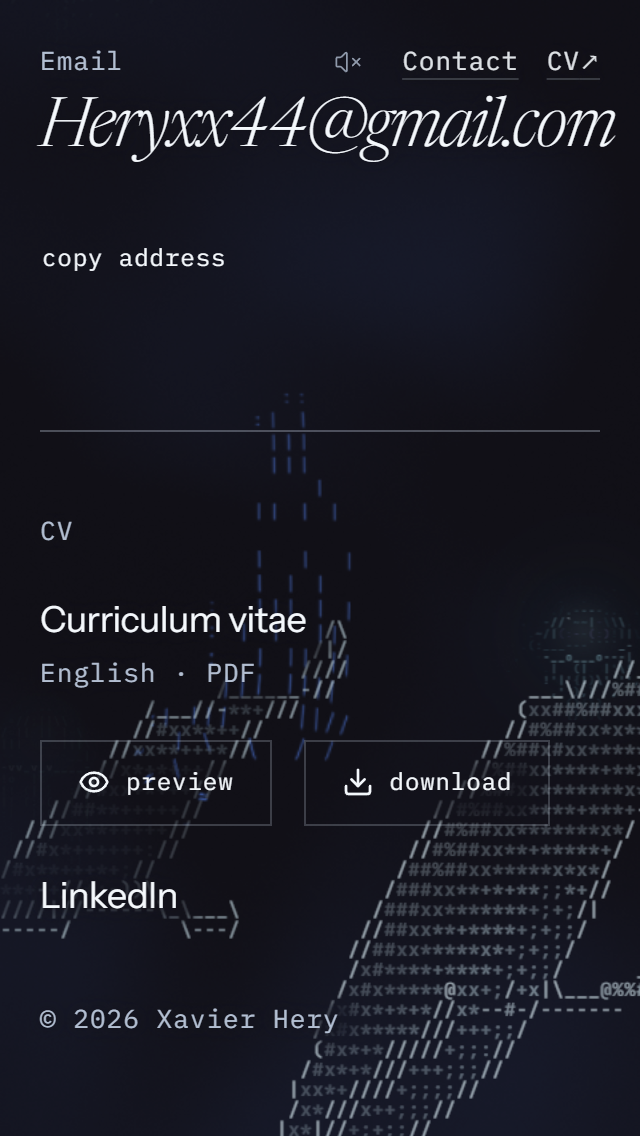 Email
Contact
CV↗
Heryxx44@gmail.com
copy address
CV
Curriculum vitae
English · PDF
preview
download
LinkedIn
© 2026 Xavier Hery